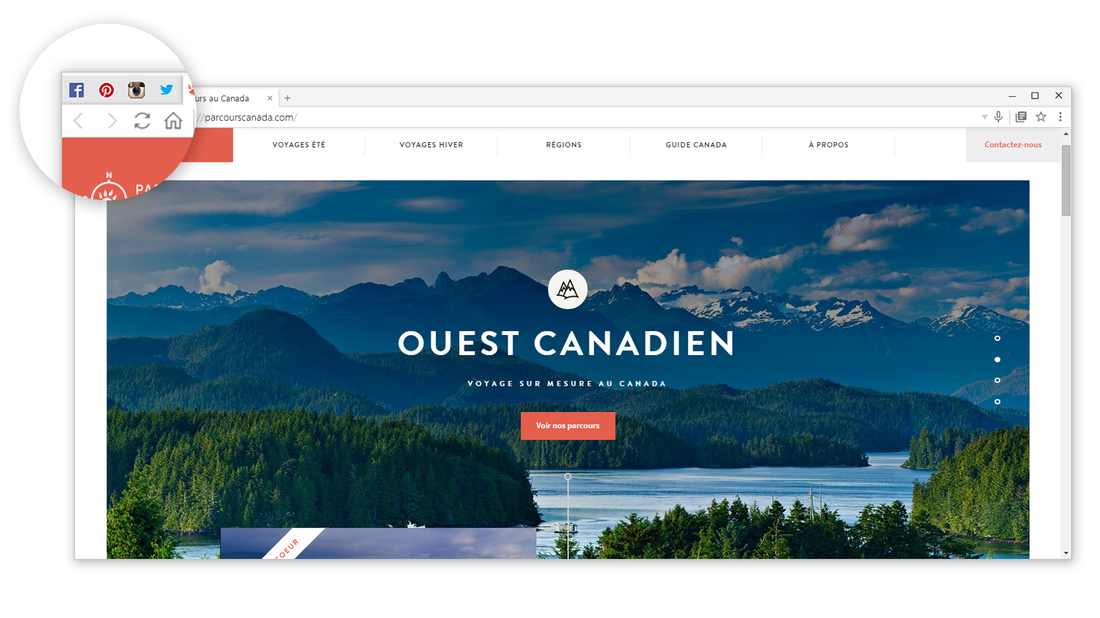 urs au Canada
//parcourscanada.com/
VOYAGES ÉTÉ
VOYAGES HIVER
RÉGIONS
GUIDE CANADA
À PROPOS
Contactez-nous
N
PAR
OUEST CANADIEN
VOYAGE SUR MESURE AU CANADA
Voir nos parcours
COEUR